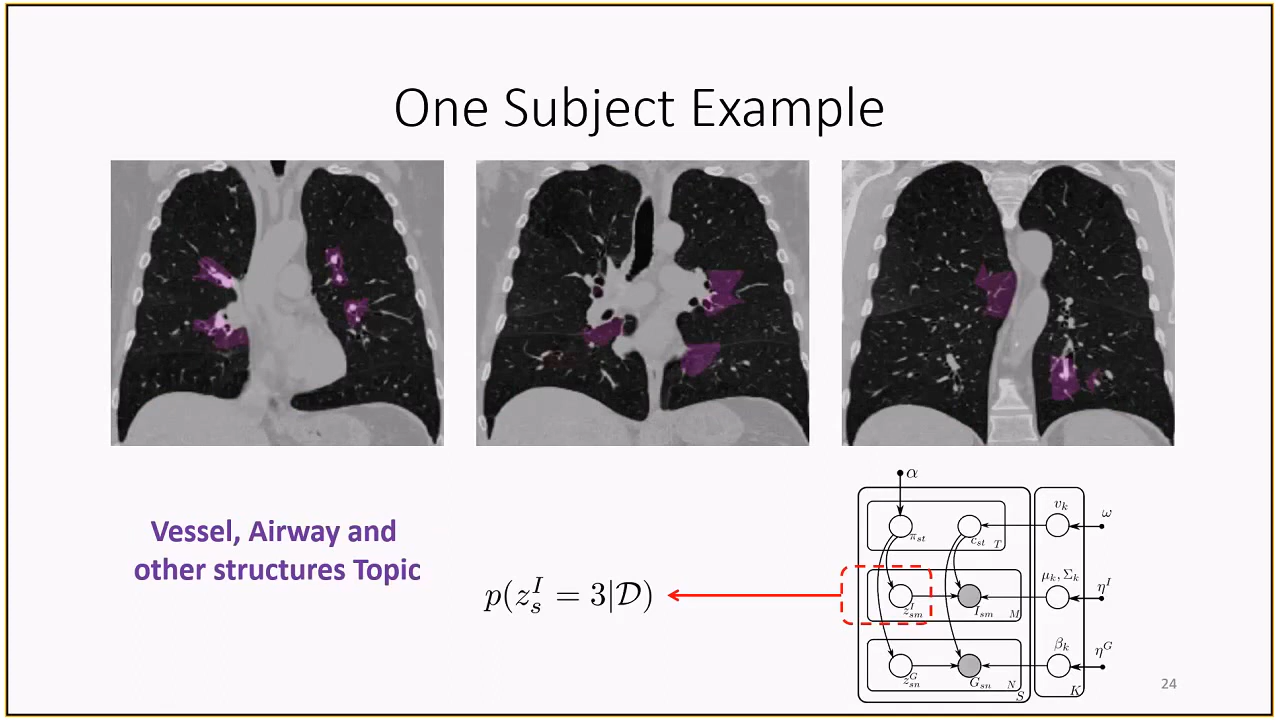 One Subject Example
Vessel, Airway and
other structures Topic
p(z_s^I = 3|𝒟)
α
π_st
c_st
T
v_k
ω
z_sm^I
I_sm
M
μ_k, Σ_k
η^I
z_sn^G
G_sn
N
β_k
η^G
S
K
24